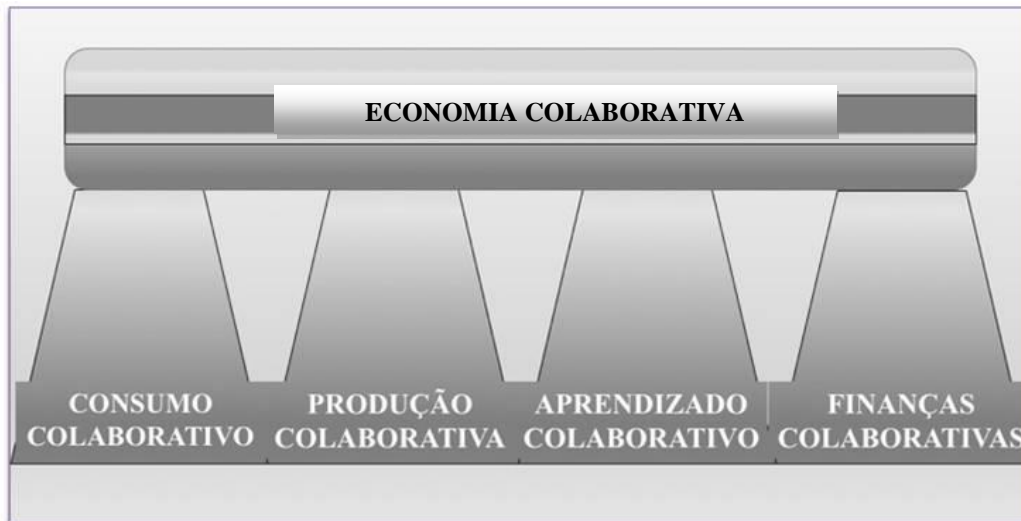 ECONOMIA COLABORATIVA
CONSUMO
COLABORATIVO
PRODUÇÃO
COLABORATIVA
APRENDIZADO
COLABORATIVO
FINANÇAS
COLABORATIVAS